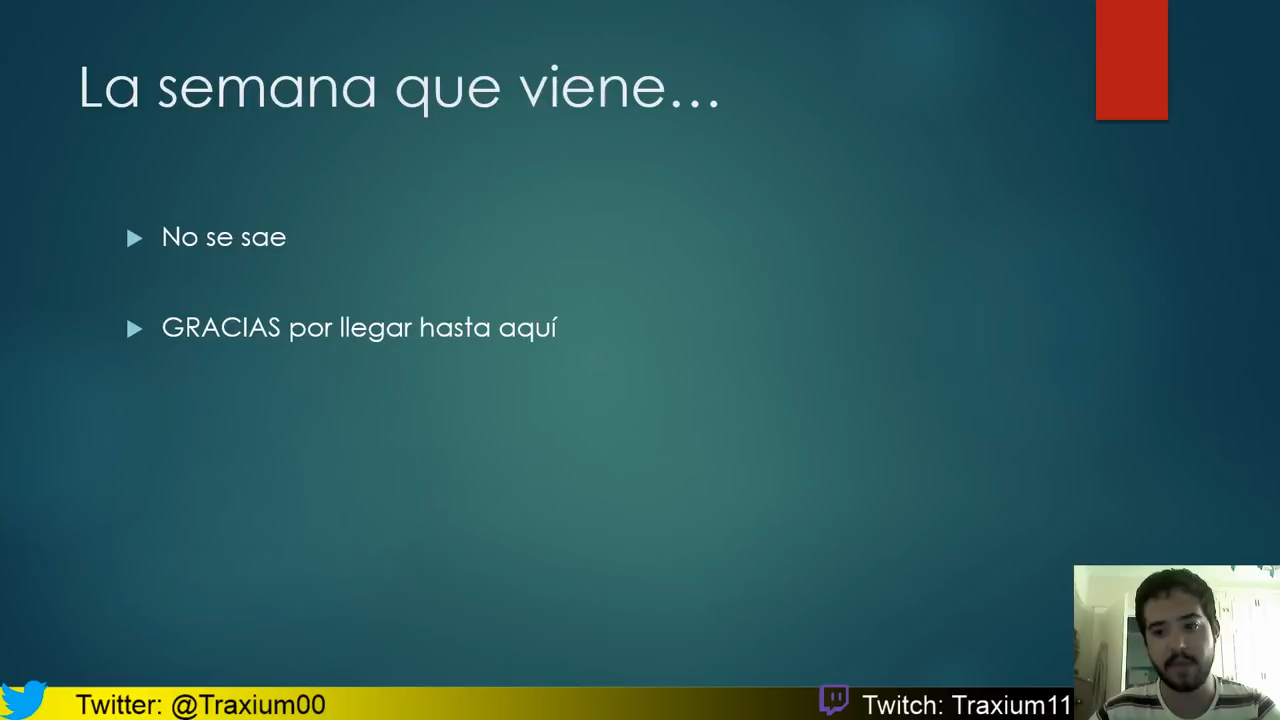 La semana que viene...
No se sae
GRACIAS por llegar hasta aquí
Twitter: @Traxium00
Twitch: Traxium11